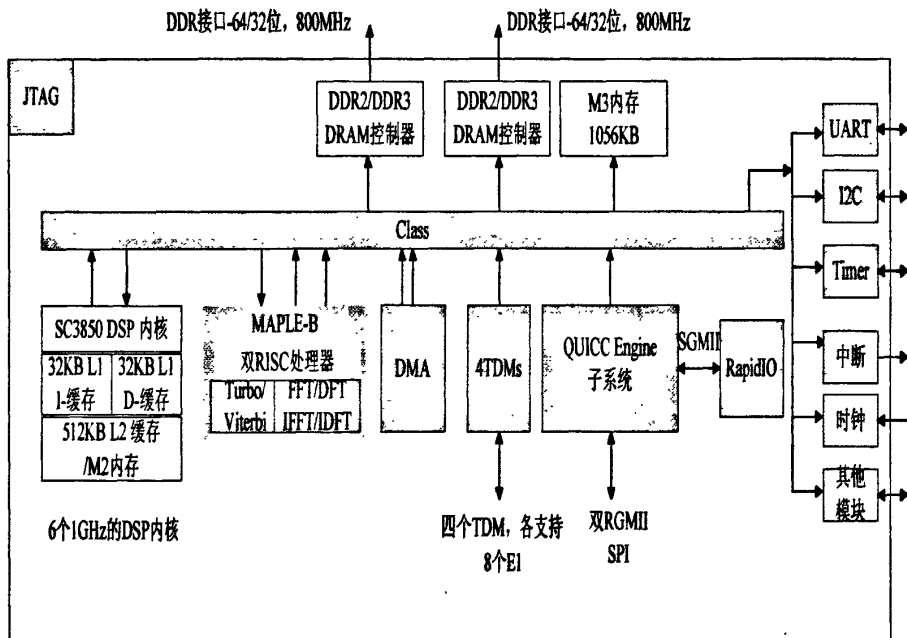 DDR接口-64/32位，800MHz
DDR接口-64/32位，800MHz
JTAG
DDR2/DDR3
DRAM控制器
DDR2/DDR3
DRAM控制器
M3内存
1056KB
UART
I2C
Timer
中断
时钟
其他
模块
Class
SC3850 DSP 内核
32KB L1
I-缓存
32KB L1
D-缓存
512KB L2 缓存
/M2内存
6个1GHz的DSP内核
MAPLE-B
双RISC处理器
Turbo/
Viterbi
FFT/DFT
IFFT/IDFT
DMA
4TDMs
QUICC Engine
子系统
SGMII
RapidIO
四个TDM，各支持
8个E1
双RGMII
SPI